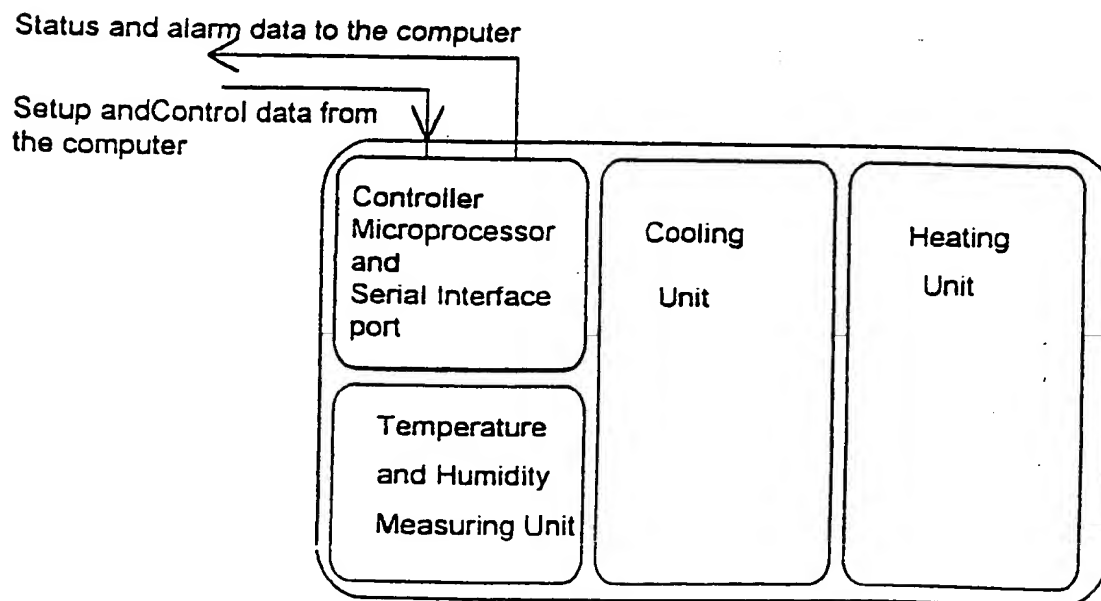 Status and alarm data to the computer
Setup andControl data from
the computer
Controller
Microprocessor
and
Serial Interface
port
Temperature
and Humidity
Measuring Unit
Cooling
Unit
Heating
Unit